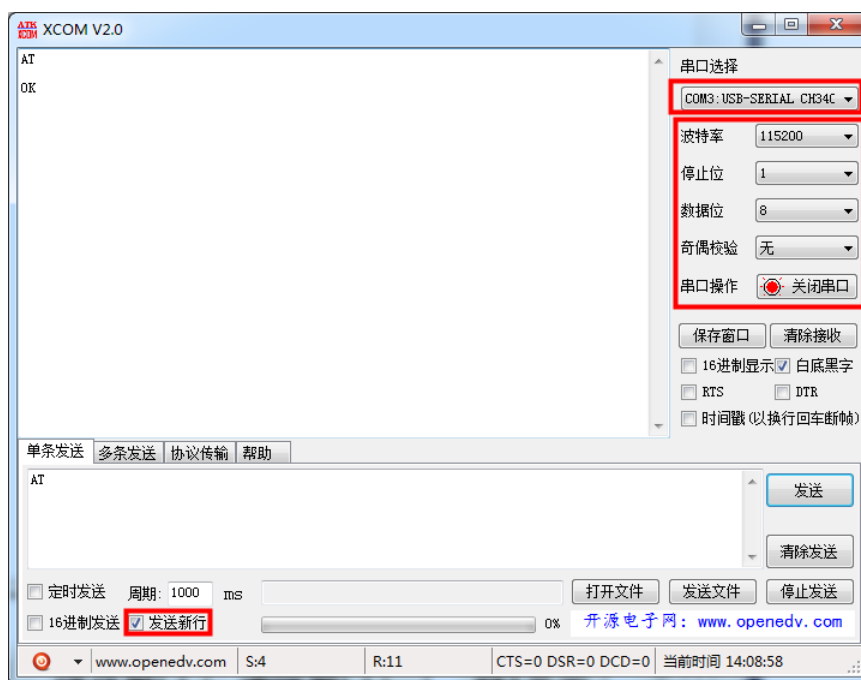 ATK XCOM XCOM V2.0
AT
OK
串口选择
COM3:USB-SERIAL CH340
波特率 115200
停止位 1
数据位 8
奇偶校验 无
串口操作 关闭串口
保存窗口 清除接收
16进制显示 白底黑字
RTS DTR
时间戳(以换行回车断帧)
单条发送 多条发送 协议传输 帮助
AT
发送
清除发送
定时发送 周期: 1000 ms 打开文件 发送文件 停止发送
16进制发送 发送新行 0% 开源电子网: www.openedv.com
www.openedv.com S:4 R:11 CTS=0 DSR=0 DCD=0 当前时间 14:08:58